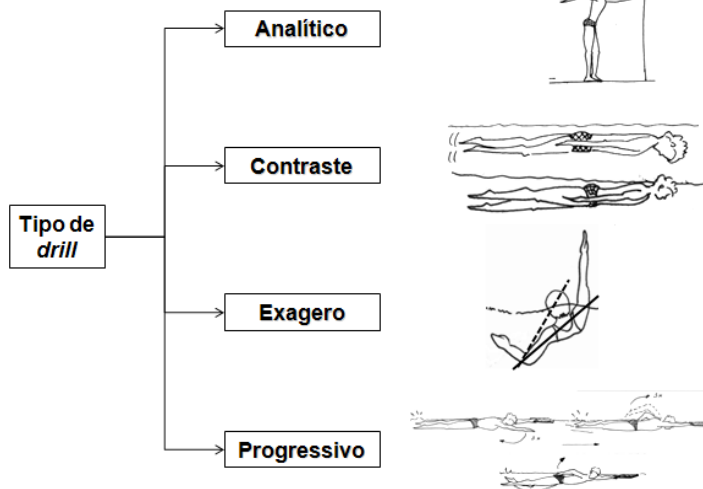 Analítico
Contraste
Tipo de
drill
Exagero
Progressivo